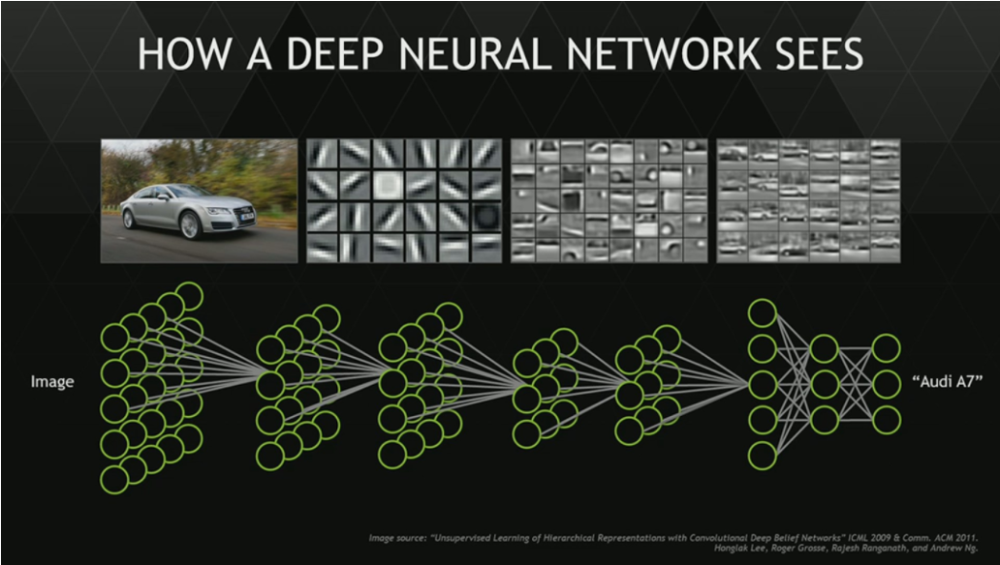 HOW A DEEP NEURAL NETWORK SEES
Image
“Audi A7”
Image source: “Unsupervised Learning of Hierarchical Representations with Convolutional Deep Belief Networks” ICML 2009 & Comm. ACM 2011.
Honglak Lee, Roger Grosse, Rajesh Ranganath, and Andrew Ng.